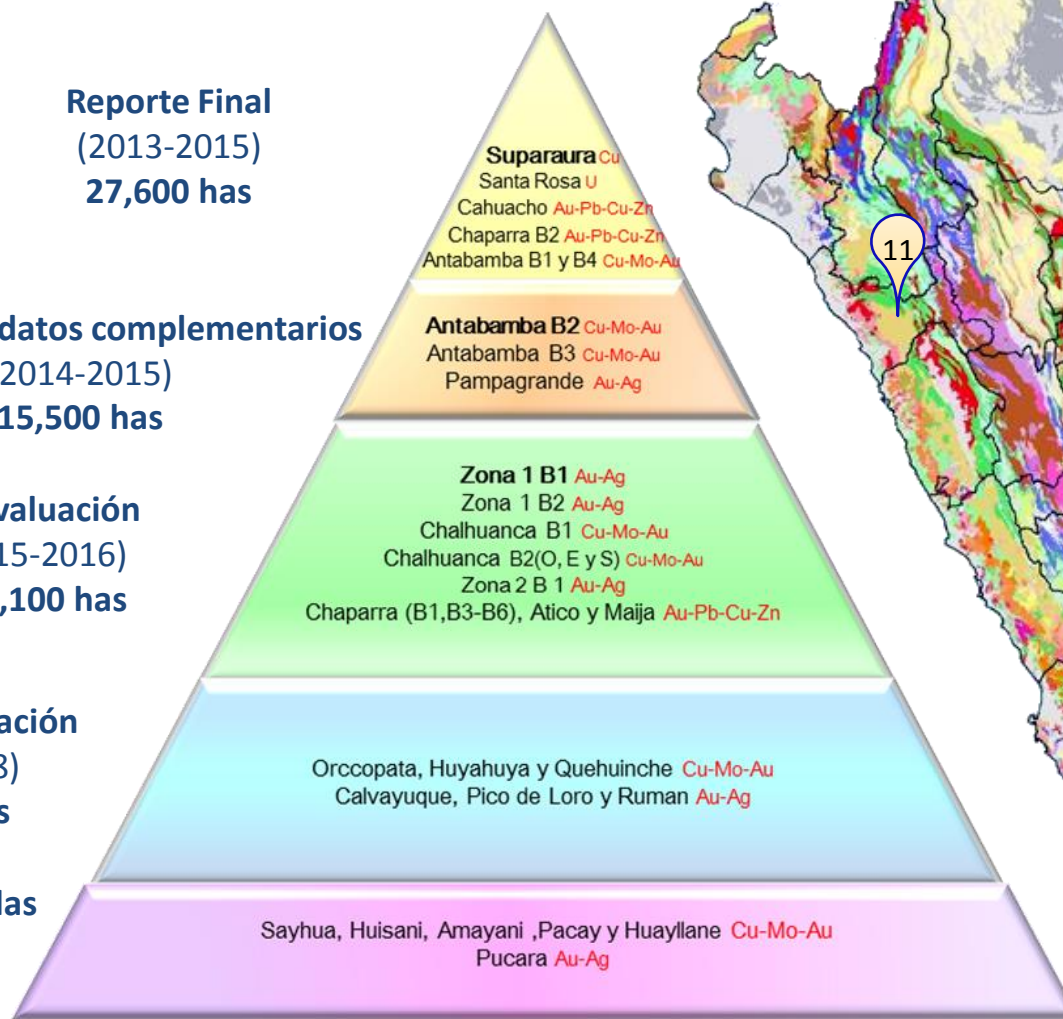 Reporte Final
(2013-2015)
27,600 has
Suparaura Cu
Santa Rosa U
Cahuacho Au-Pb-Cu-Zn
Chaparra B2 Au-Pb-Cu-Zn
Antabamba B1 y B4 Cu-Mo-Au
11
datos complementarios
2014-2015)
15,500 has
Antabamba B2 Cu-Mo-Au
Antabamba B3 Cu-Mo-Au
Pampagrande Au-Ag
valuación
15-2016)
,100 has
Zona 1 B1 Au-Ag
Zona 1 B2 Au-Ag
Chalhuanca B1 Cu-Mo-Au
Chalhuanca B2(O, E y S) Cu-Mo-Au
Zona 2 B 1 Au-Ag
Chaparra (B1,B3-B6), Atico y Maija Au-Pb-Cu-Zn
ación
8)
s
Orccopata, Huyahuya y Quehuinche Cu-Mo-Au
Calvayuque, Pico de Loro y Ruman Au-Ag
las
Sayhua, Huisani, Amayani ,Pacay y Huayllane Cu-Mo-Au
Pucara Au-Ag